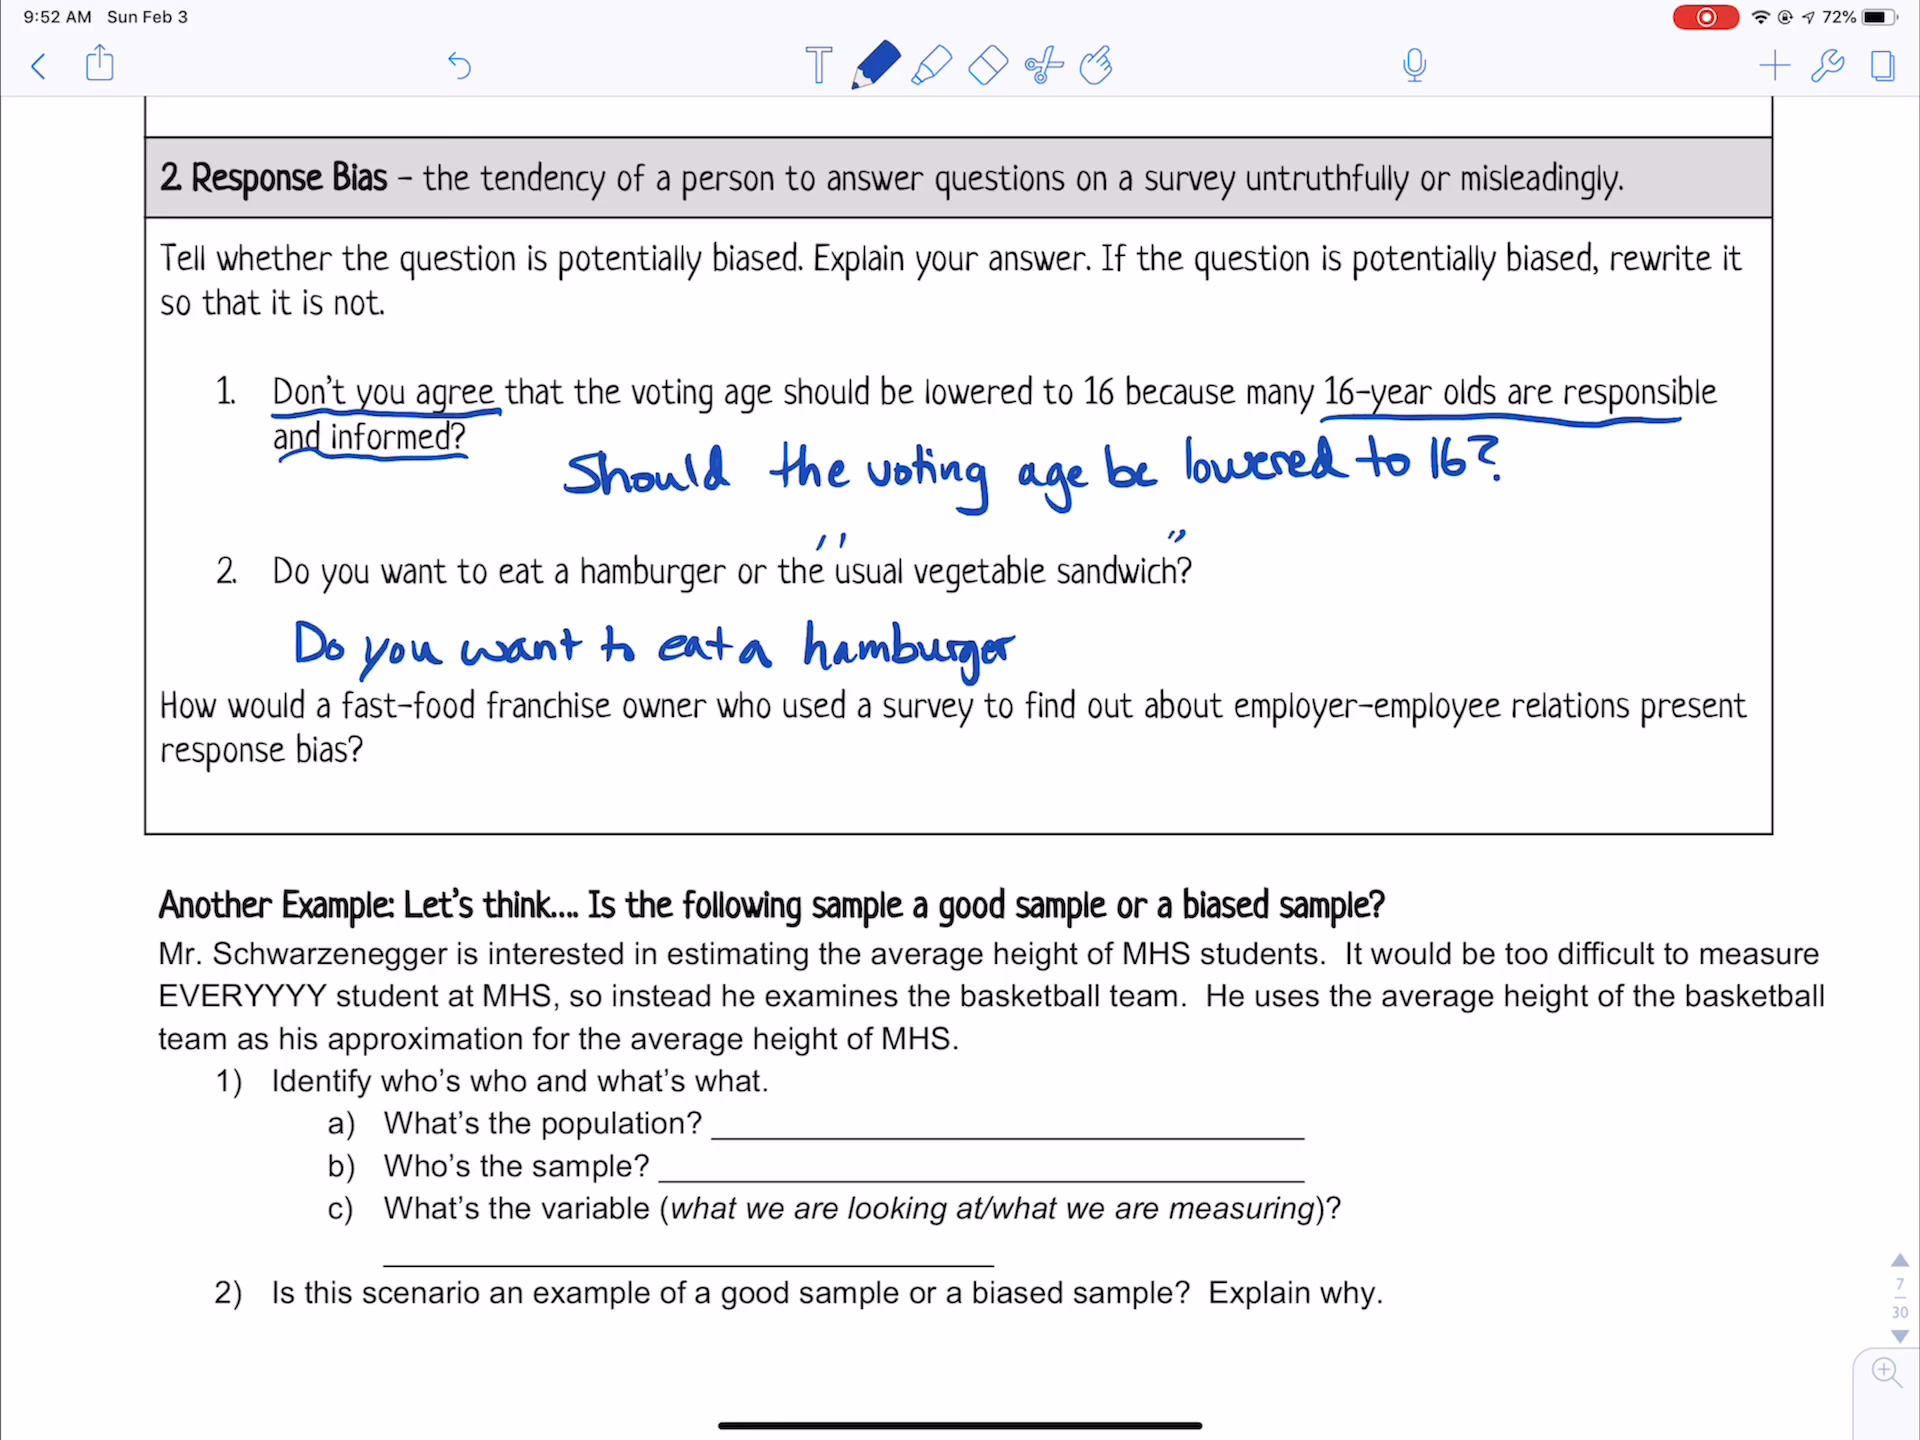 9:52 AM Sun Feb 3
72%
2. Response Bias – the tendency of a person to answer questions on a survey untruthfully or misleadingly.
Tell whether the question is potentially biased. Explain your answer. If the question is potentially biased, rewrite it
so that it is not.
1. Don't you agree that the voting age should be lowered to 16 because many 16-year olds are responsible
and informed?
Should the voting age be lowered to 16?
2. Do you want to eat a hamburger or the usual vegetable sandwich?
Do you want to eat a hamburger
How would a fast-food franchise owner who used a survey to find out about employer-employee relations present
response bias?
Another Example: Let's think.... Is the following sample a good sample or a biased sample?
Mr. Schwarzenegger is interested in estimating the average height of MHS students. It would be too difficult to measure
EVERYYYY student at MHS, so instead he examines the basketball team. He uses the average height of the basketball
team as his approximation for the average height of MHS.
1) Identify who's who and what's what.
a) What's the population?
b) Who's the sample?
c) What's the variable (what we are looking at/what we are measuring)?
2) Is this scenario an example of a good sample or a biased sample? Explain why.
7
30